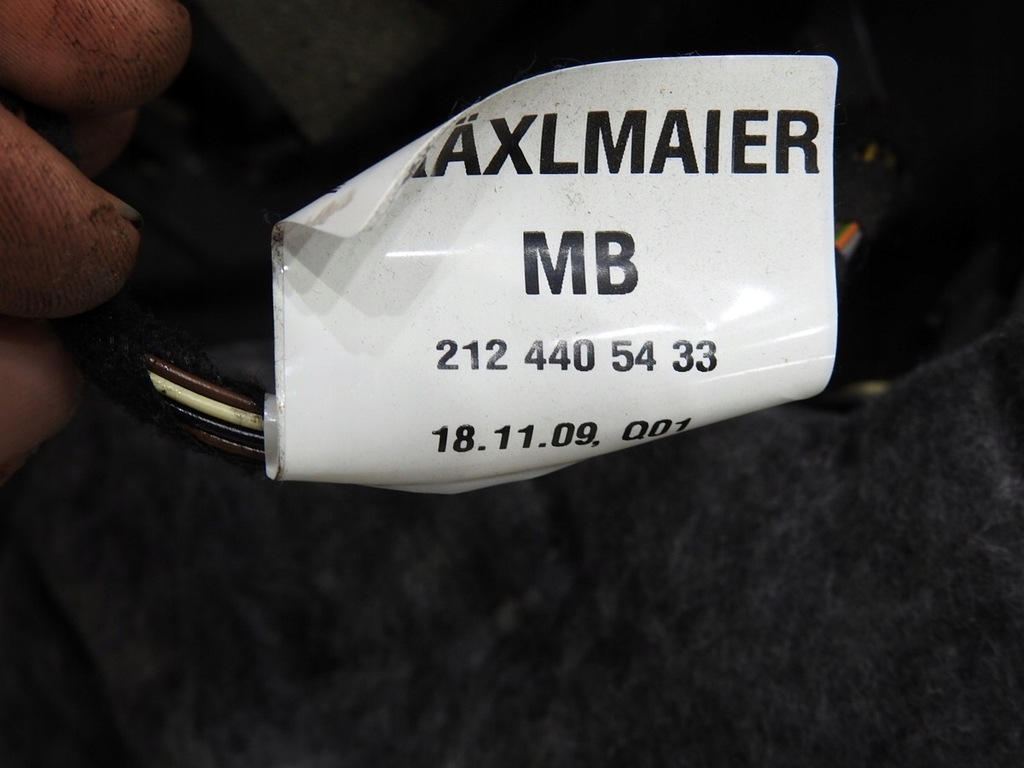 ÄXLMAIER
MB
212 440 54 33
18.11.09, Q01